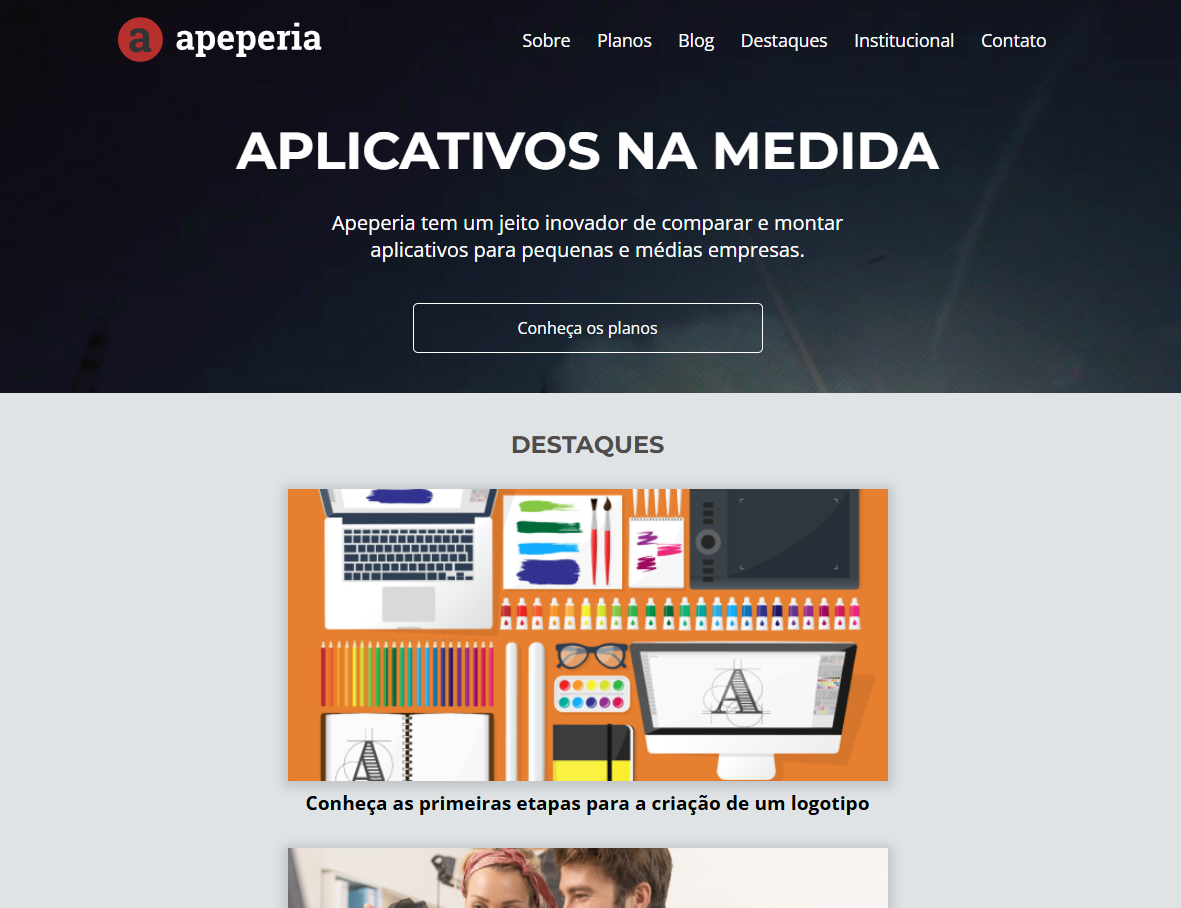 a apeperia
Sobre Planos Blog Destaques Institucional Contato
APLICATIVOS NA MEDIDA
Apeperia tem um jeito inovador de comparar e montar
aplicativos para pequenas e médias empresas.
Conheça os planos
DESTAQUES
A
A
Conheça as primeiras etapas para a criação de um logotipo